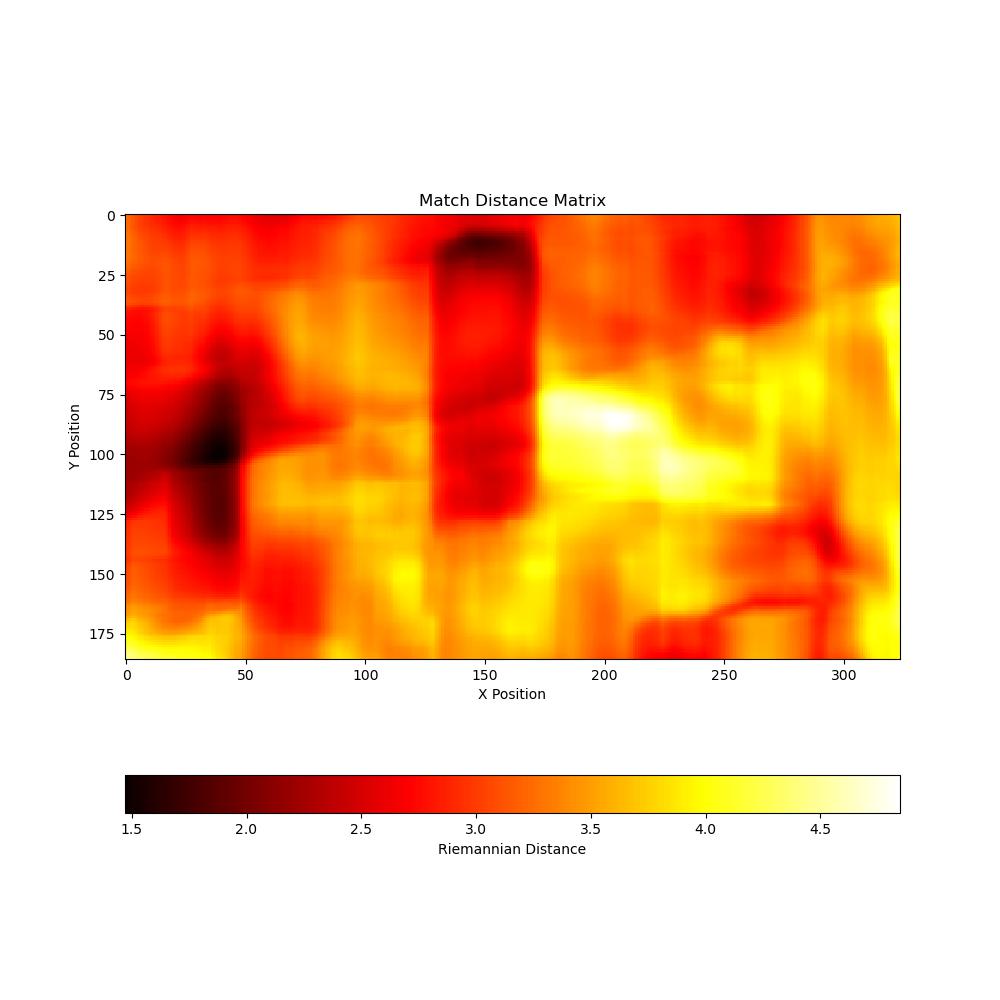 Match Distance Matrix
0
25
50
75
100
125
150
175
Y Position
0 50 100 150 200 250 300
X Position
1.5 2.0 2.5 3.0 3.5 4.0 4.5
Riemannian Distance